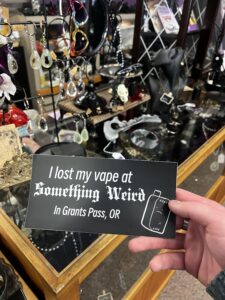 I lost my vape at
Something Weird
In Grants Pass, OR